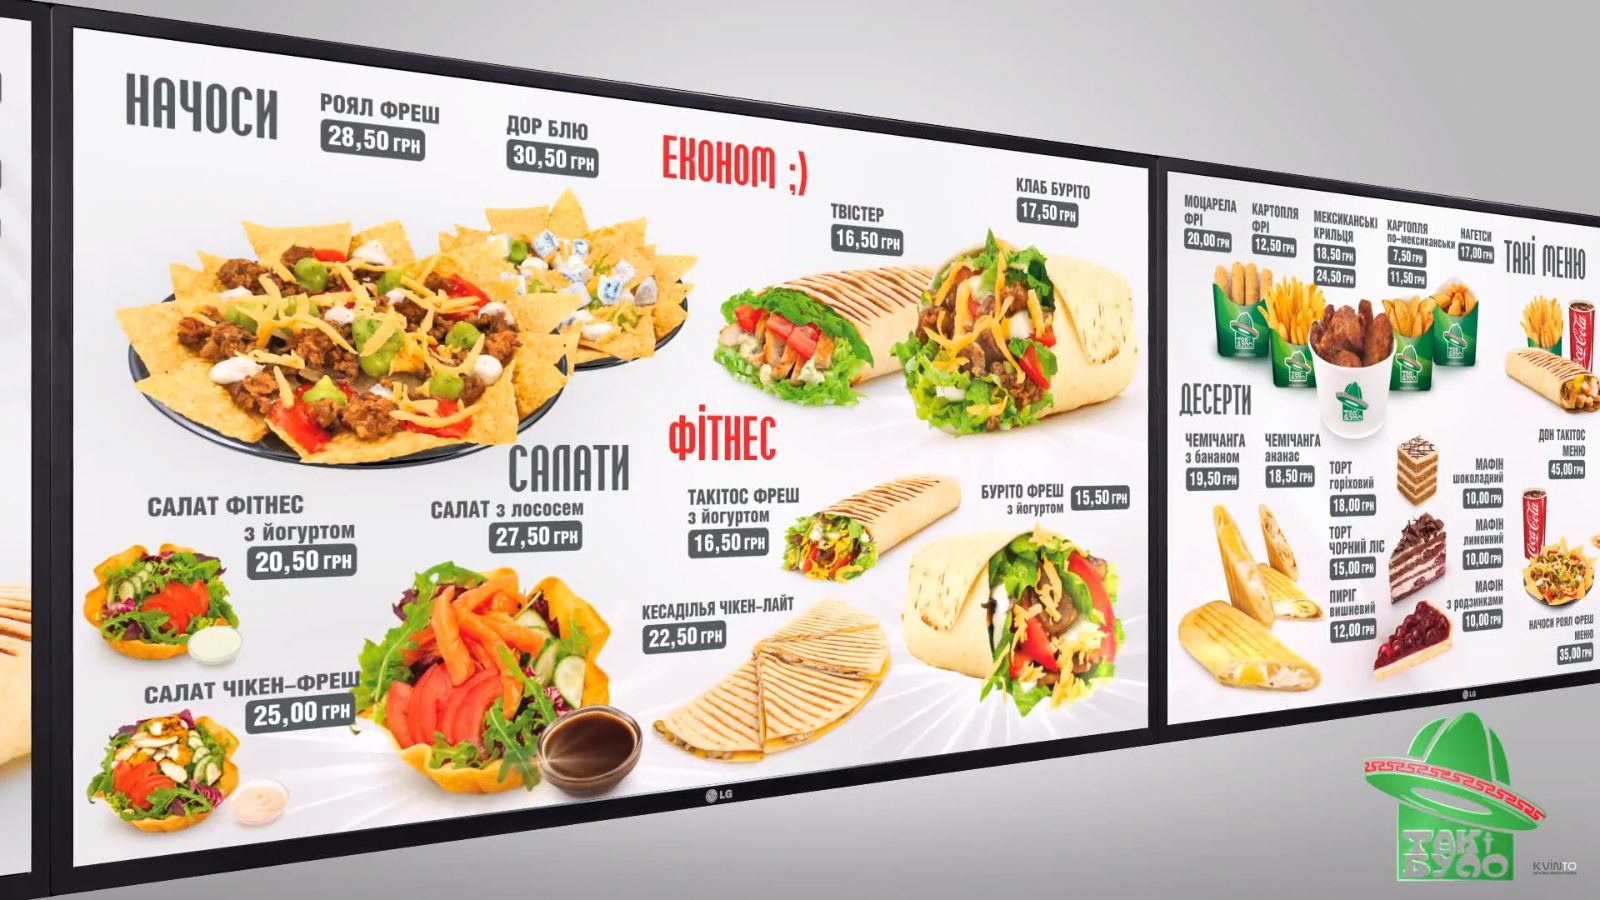 НАЧОСИ
РОЯЛ ФРЕШ
28,50 ГРН
ДОР БЛЮ
30,50 ГРН
ЕКОНОМ ;)
ТВІСТЕР
16,50 ГРН
КЛАБ БУРІТО
17,50 ГРН
САЛАТИ
САЛАТ ФІТНЕС
з йогуртом
20,50 ГРН
САЛАТ з лососем
27,50 ГРН
САЛАТ ЧІКЕН–ФРЕШ
25,00 ГРН
ФІТНЕС
ТАКІТОС ФРЕШ
з йогуртом
16,50 ГРН
БУРІТО ФРЕШ
з йогуртом
15,50 ГРН
КЕСАДІЛЬЯ ЧІКЕН–ЛАЙТ
22,50 ГРН
LG
МОЦАРЕЛА
ФРІ
20,00 ГРН
КАРТОПЛЯ
ФРІ
12,50 ГРН
МЕКСИКАНСЬКІ
КРИЛЬЦЯ
18,50 ГРН
24,50 ГРН
КАРТОПЛЯ
по–мексиканськи
7,50 ГРН
11,50 ГРН
НАГЕТСИ
17,00 ГРН
ТАКІ МЕНЮ
Coca-Cola
ДЕСЕРТИ
ЧЕМІЧАНГА
з бананом
19,50 ГРН
ЧЕМІЧАНГА
ананас
18,50 ГРН
ТОРТ
горіховий
18,00 ГРН
ТОРТ
ЧОРНИЙ ЛІС
15,00 ГРН
ПИРІГ
вишневий
12,00 ГРН
МАФІН
шоколадний
10,00 ГРН
МАФІН
лимонний
10,00 ГРН
МАФІН
з родзинками
10,00 ГРН
ДОН ТАКІТОС
МЕНЮ
45,00 ГРН
Coca-Cola
НАЧОСИ РОЯЛ ФРЕШ
МЕНЮ
35,00 ГРН
LG
ТАКІ
БУЛО
KVINTO